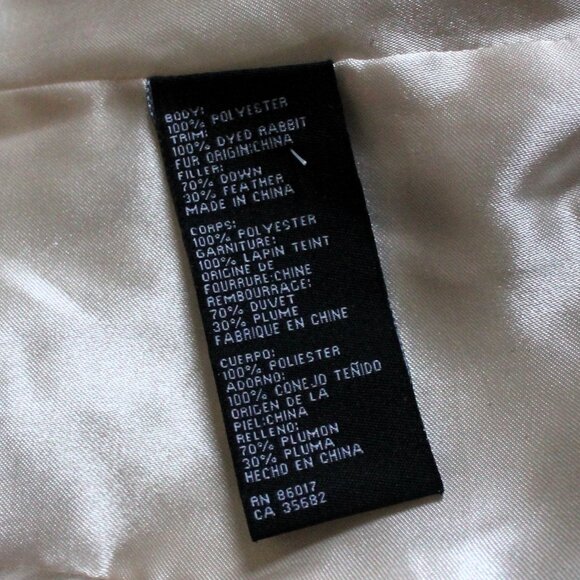 BODY:
100% POLYESTER
TRIM:
100% DYED RABBIT
FUR ORIGIN:CHINA
FILLER:
70% DOWN
30% FEATHER
MADE IN CHINA
CORPS:
100% POLYESTER
GARNITURE:
100% LAPIN TEINT
ORIGINE DE
FOURRURE:CHINE
REMBOURRAGE:
70% DUVET
30% PLUME
FABRIQUE EN CHINE
CUERPO:
100% POLIESTER
ADORNO:
100% CONEJO TEÑIDO
ORIGEN DE LA
PIEL:CHINA
RELLENO:
70% PLUMON
30% PLUMA
HECHO EN CHINA
RN 86017
CA 35682